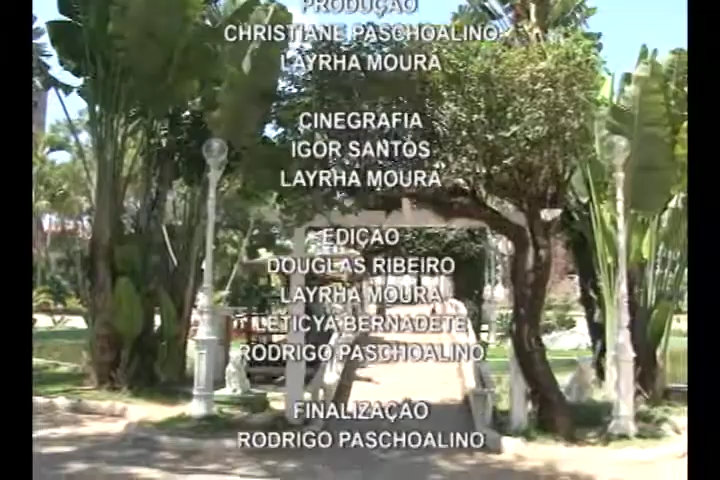 PRODUÇÃO
CHRISTIANE PASCHOALINO
LAYRHA MOURA
CINEGRAFIA
IGOR SANTOS
LAYRHA MOURA
EDIÇÃO
DOUGLAS RIBEIRO
LAYRHA MOURA
LETICYA BERNADETE
RODRIGO PASCHOALINO
FINALIZAÇÃO
RODRIGO PASCHOALINO